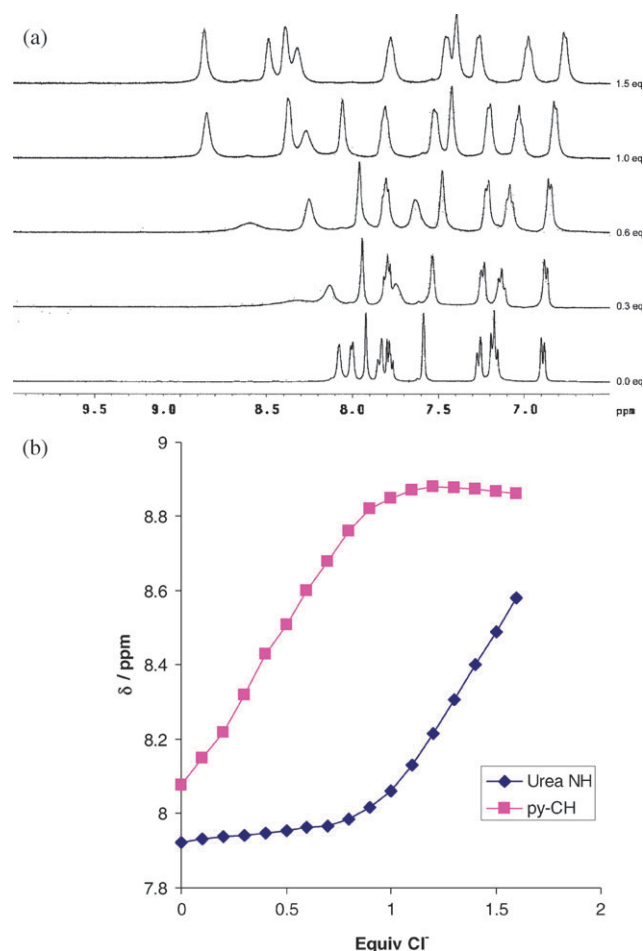 (a)
1.5 eq
1.0 eq
0.6 eq
0.3 eq
0.0 eq
9.5 9.0 8.5 8.0 7.5 7.0 ppm
(b)
9
8.8
8.6
8.4
8.2
8
7.8
δ / ppm
Urea NH
py-CH
0 0.5 1 1.5 2
Equiv Cl⁻